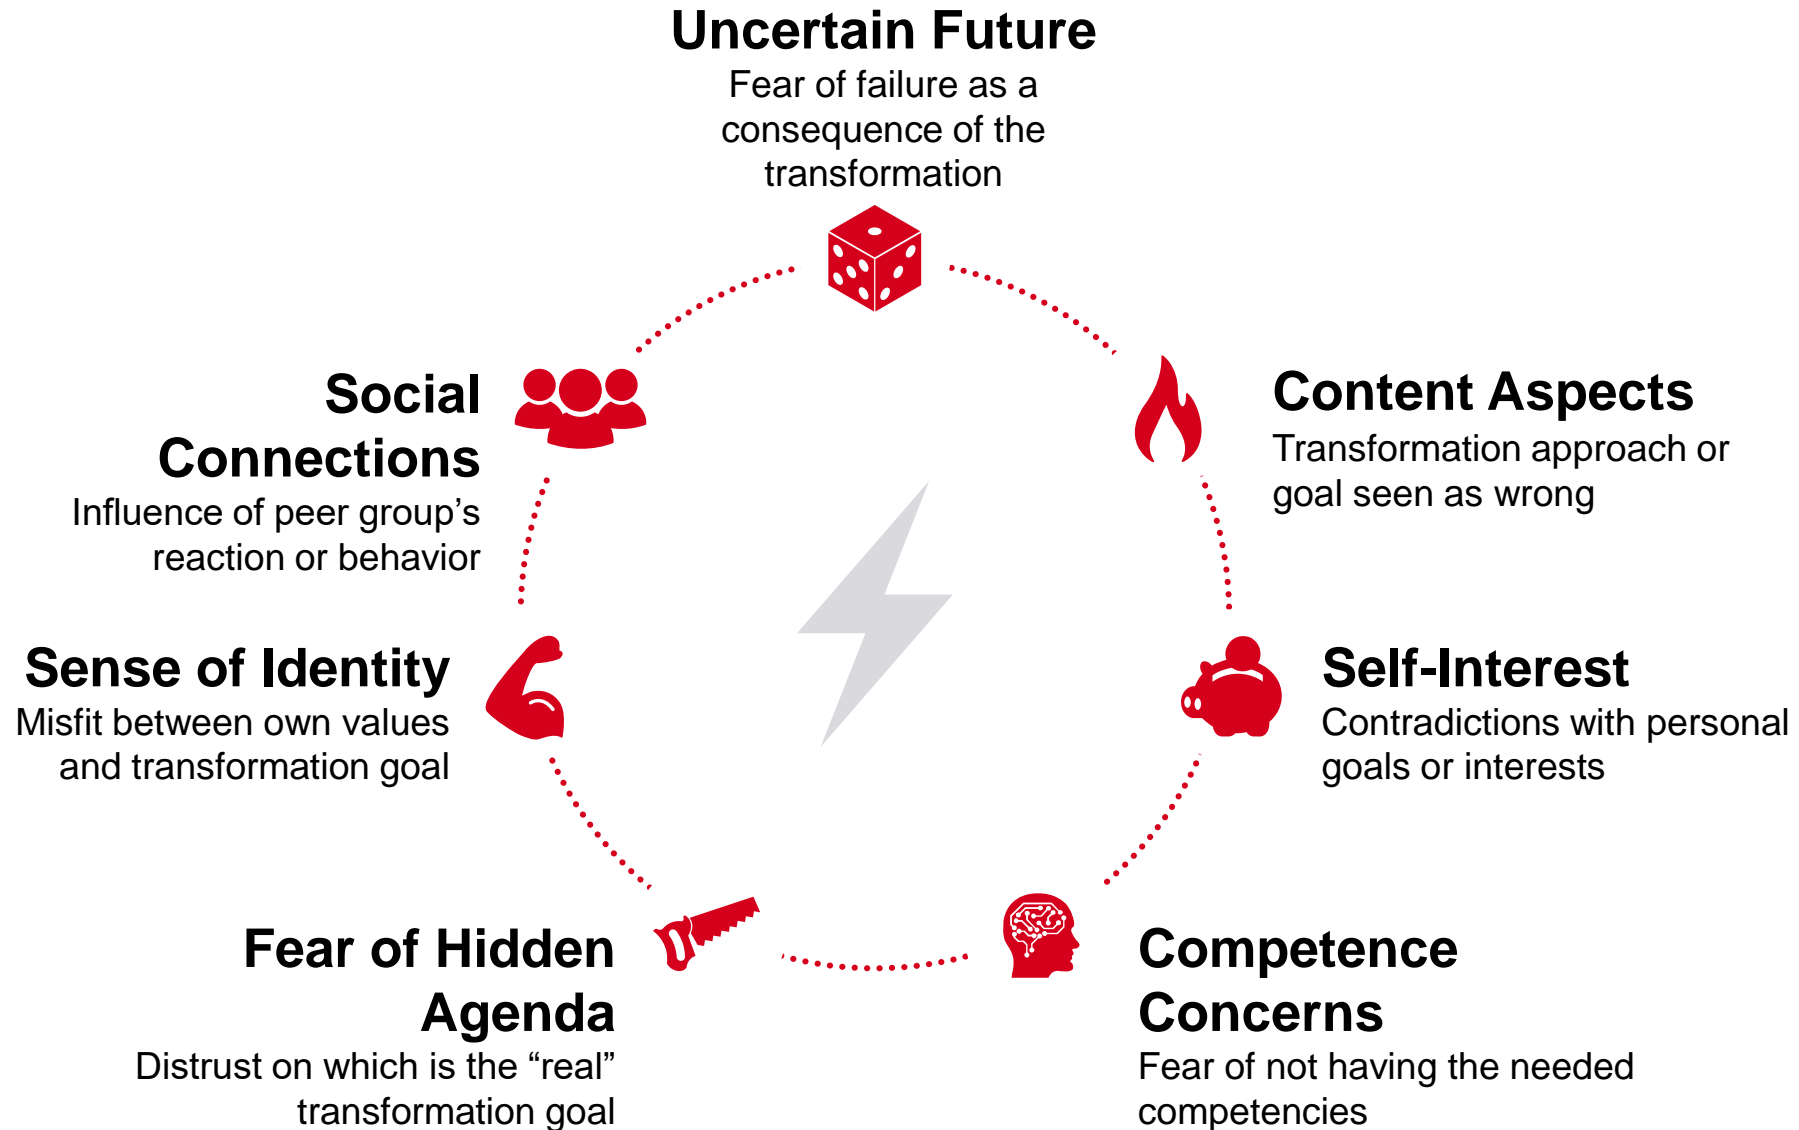 Uncertain Future
Fear of failure as a
consequence of the
transformation
Content Aspects
Transformation approach or
goal seen as wrong
Self-Interest
Contradictions with personal
goals or interests
Competence
Concerns
Fear of not having the needed
competencies
Fear of Hidden
Agenda
Distrust on which is the “real”
transformation goal
Sense of Identity
Misfit between own values
and transformation goal
Social
Connections
Influence of peer group’s
reaction or behavior